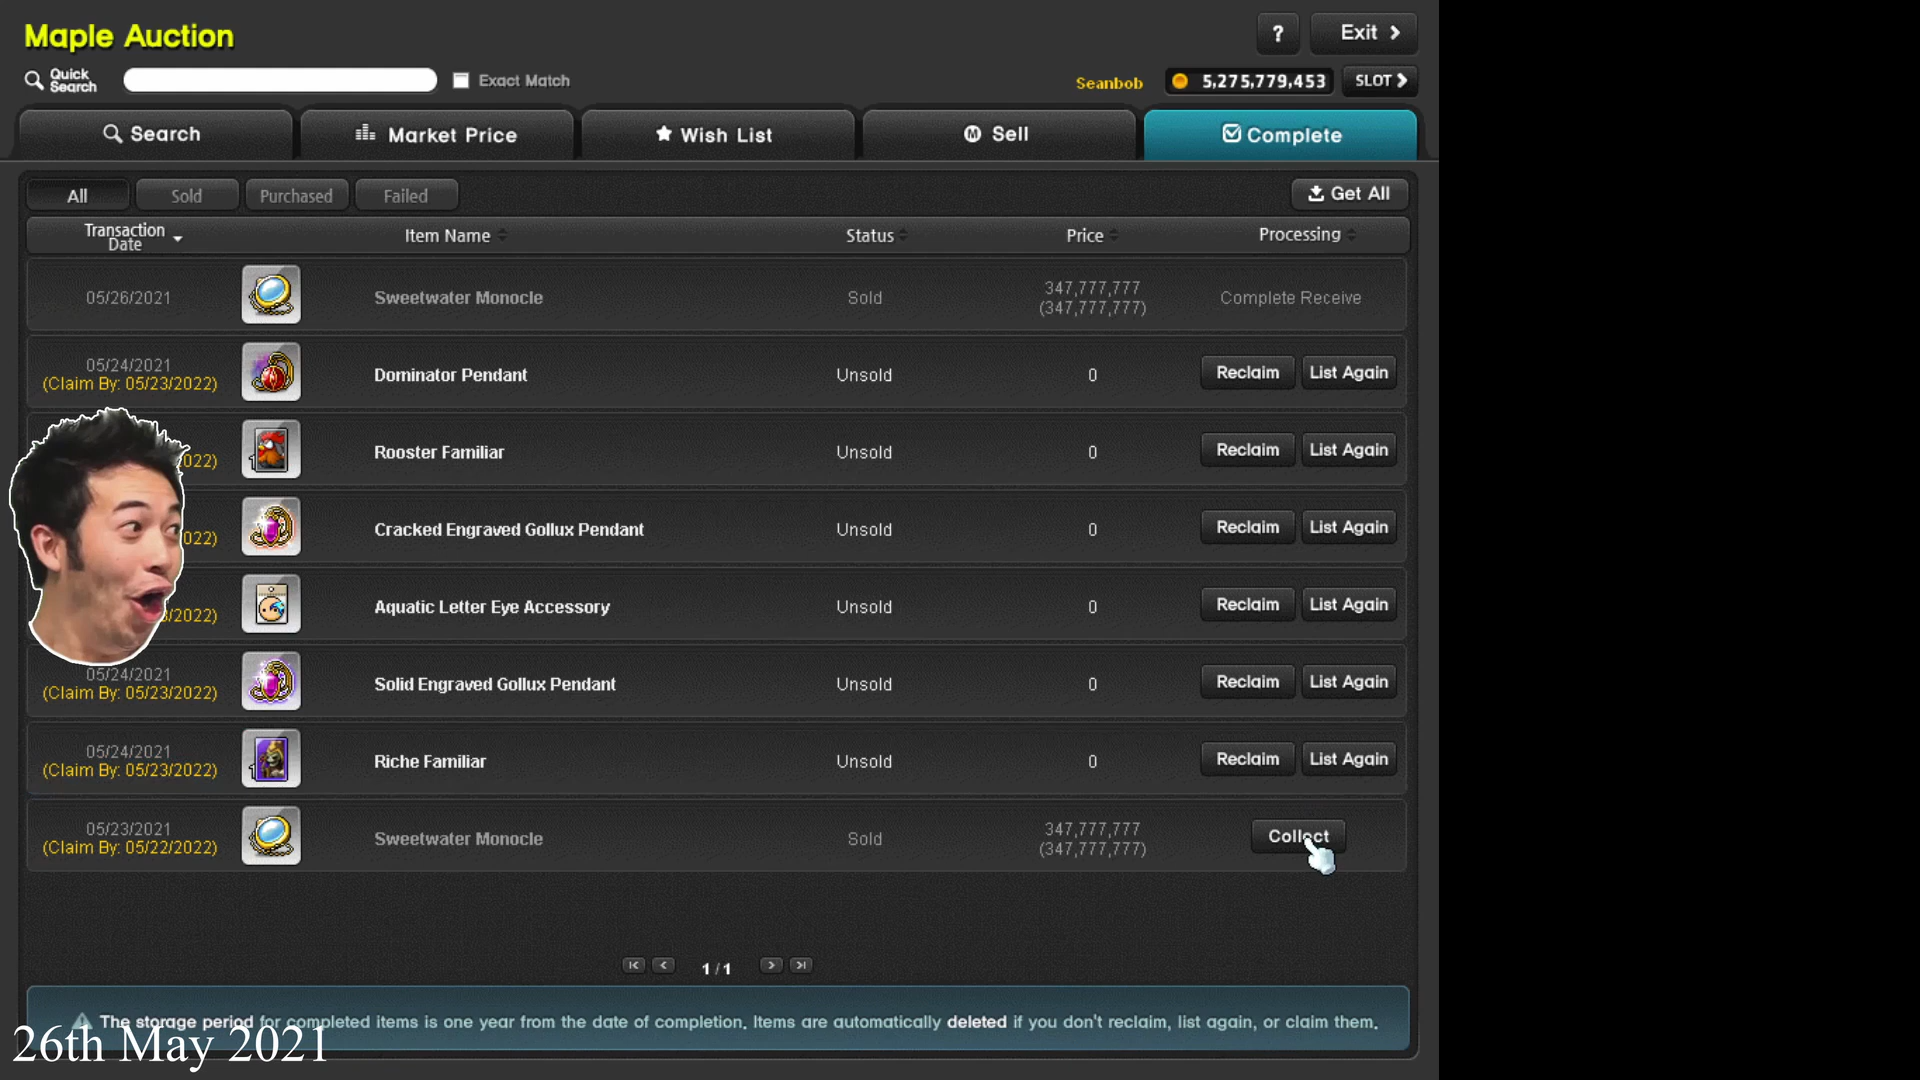 Maple Auction
?
Exit
Quick Search
Exact Match
Seanbob
5,275,779,453
SLOT
Search
Market Price
Wish List
Sell
Complete
All
Sold
Purchased
Failed
Get All
Transaction Date
Item Name
Status
Price
Processing
05/26/2021
Sweetwater Monocle
Sold
347,777,777
(347,777,777)
Complete Receive
05/24/2021
(Claim By: 05/23/2022)
Dominator Pendant
Unsold
0
Reclaim
List Again
022)
1
Rooster Familiar
Unsold
0
Reclaim
List Again
022)
Cracked Engraved Gollux Pendant
Unsold
0
Reclaim
List Again
/2022)
Aquatic Letter Eye Accessory
Unsold
0
Reclaim
List Again
05/24/2021
(Claim By: 05/23/2022)
Solid Engraved Gollux Pendant
Unsold
0
Reclaim
List Again
05/24/2021
(Claim By: 05/23/2022)
1
Riche Familiar
Unsold
0
Reclaim
List Again
05/23/2021
(Claim By: 05/22/2022)
Sweetwater Monocle
Sold
347,777,777
(347,777,777)
Collect
1 / 1
The storage period for completed items is one year from the date of completion. Items are automatically deleted if you don't reclaim, list again, or claim them.
26th May 2021